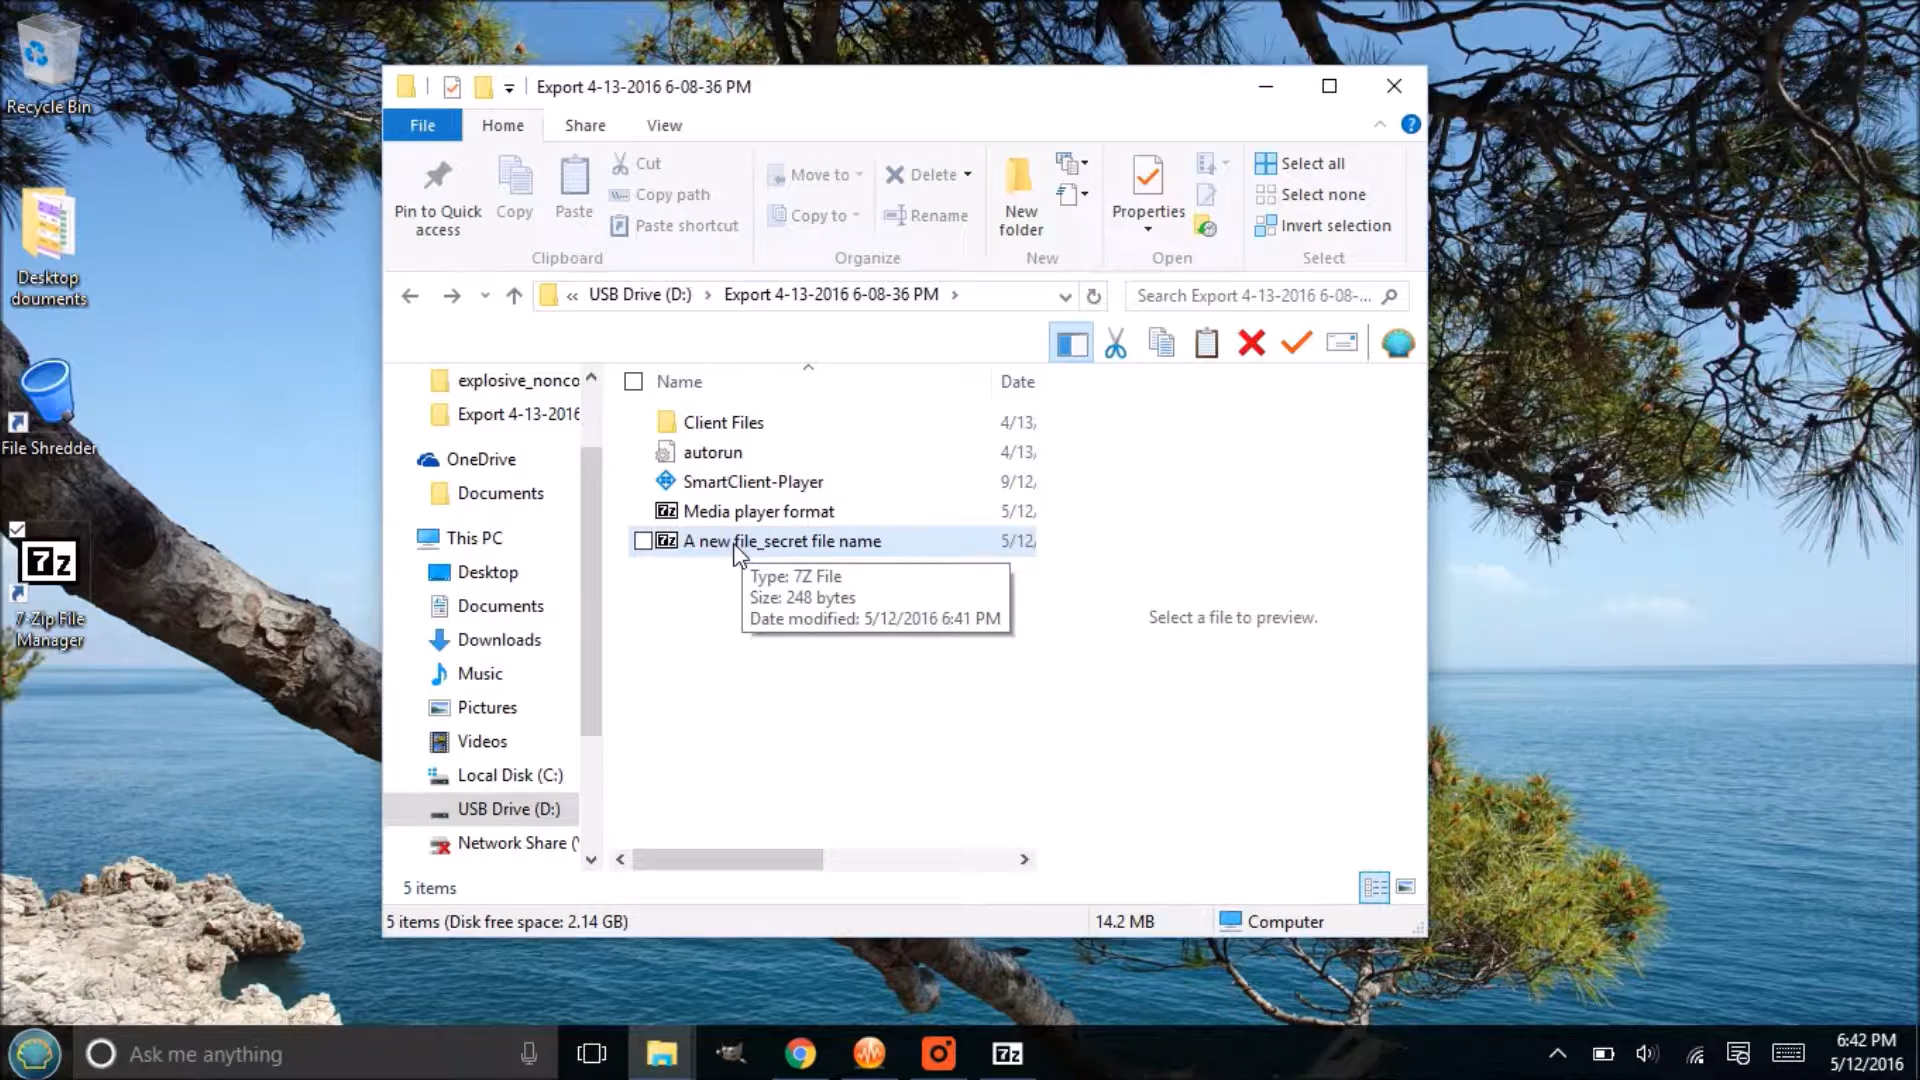 Recycle Bin
Desktop
douments
File Shredder
7z
7-Zip File
Manager
Export 4-13-2016 6-08-36 PM
File
Home
Share
View
Pin to Quick
access
Copy
Paste
Cut
Copy path
Paste shortcut
Clipboard
Move to
Copy to
Delete
Rename
Organize
New
folder
New
Properties
Open
Select all
Select none
Invert selection
Select
« USB Drive (D:) › Export 4-13-2016 6-08-36 PM ›
Search Export 4-13-2016 6-08-...
explosive_nonco
Export 4-13-2016
OneDrive
Documents
This PC
Desktop
Documents
Downloads
Music
Pictures
Videos
Local Disk (C:)
USB Drive (D:)
Network Share (
Name
Date
Client Files
4/13,
autorun
4/13,
SmartClient-Player
9/12,
7z Media player format
5/12,
7z A new file_secret file name
5/12,
Type: 7Z File
Size: 248 bytes
Date modified: 5/12/2016 6:41 PM
Select a file to preview.
5 items
5 items (Disk free space: 2.14 GB)
14.2 MB
Computer
Ask me anything
7z
6:42 PM
5/12/2016